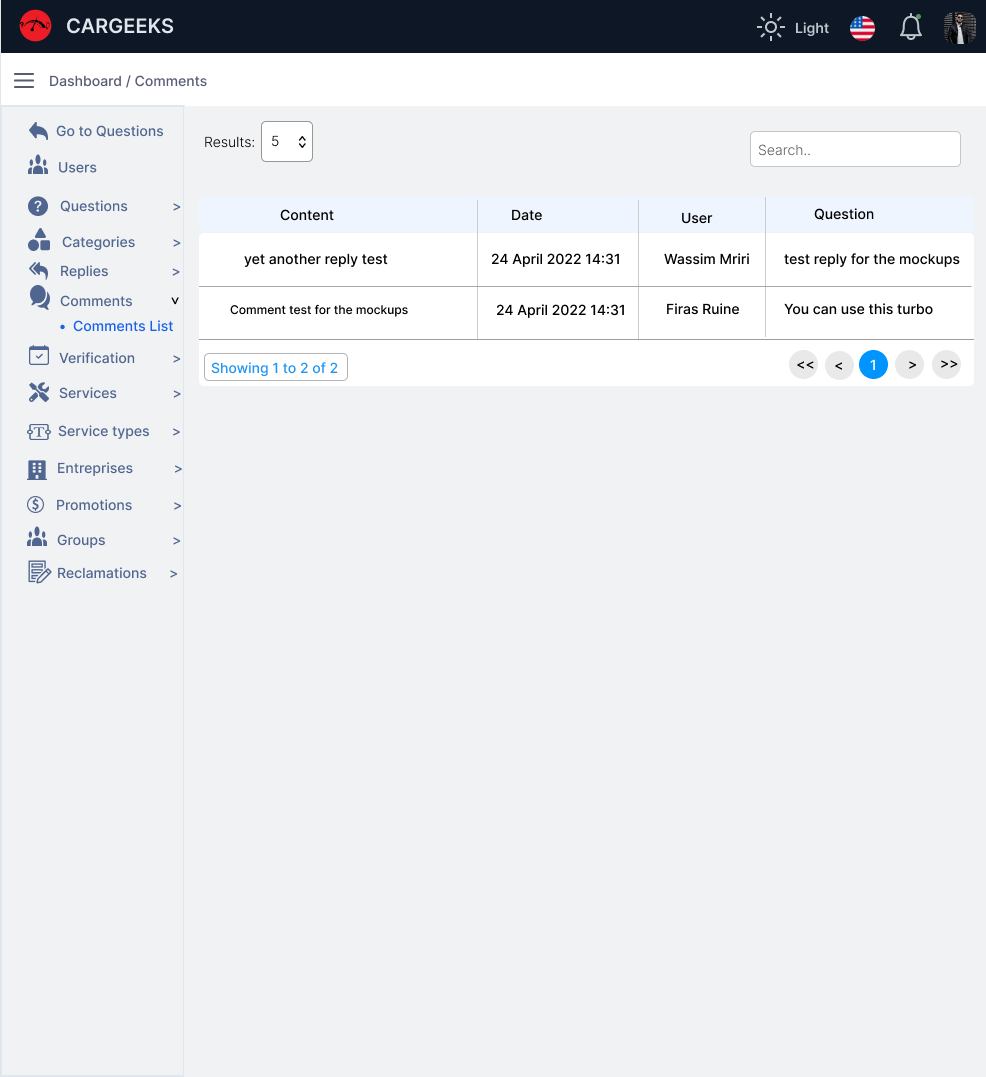 CARGEEKS
Light
Dashboard / Comments
Go to Questions
Users
Questions >
Categories >
Replies >
Comments v
• Comments List
Verification >
Services >
Service types >
Entreprises >
Promotions >
Groups >
Reclamations >
Results: 5
Search..
Content Date User Question
yet another reply test 24 April 2022 14:31 Wassim Mriri test reply for the mockups
Comment test for the mockups 24 April 2022 14:31 Firas Ruine You can use this turbo
Showing 1 to 2 of 2
<< < 1 > >>